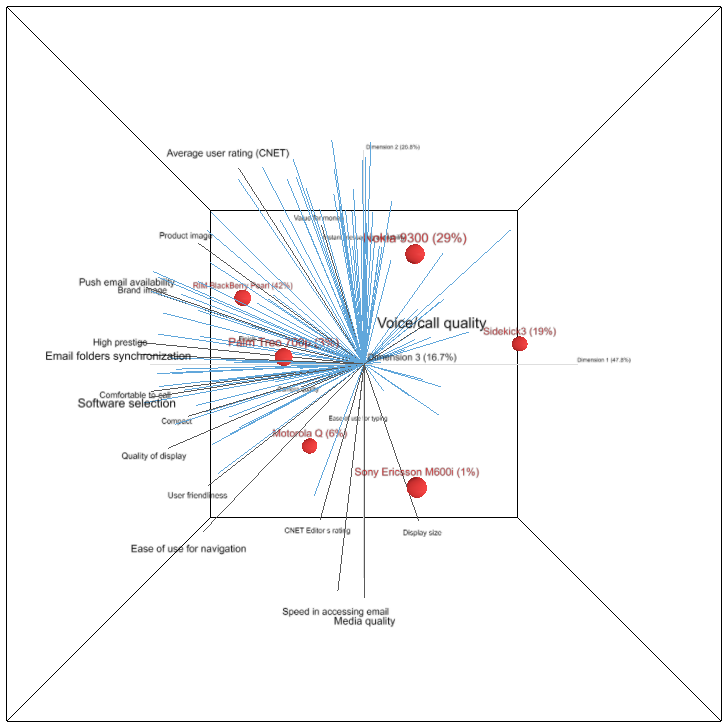 Dimension 2 (20.8%)
Average user rating (CNET)
Value for money
Product image
Nokia 9300 (29%)
Push email availability
RIM-BlackBerry Pearl (42%)
Brand image
Voice/call quality
Sidekick3 (19%)
High prestige
Palm Treo 700p (3%)
Email folders synchronization
Dimension 3 (16.7%)
Dimension 1 (47.8%)
Comfortable to call
Software selection
Compact
Ease of use for typing
Motorola Q (6%)
Quality of display
Sony Ericsson M600i (1%)
User friendliness
CNET Editor s rating
Display size
Ease of use for navigation
Speed in accessing email
Media quality